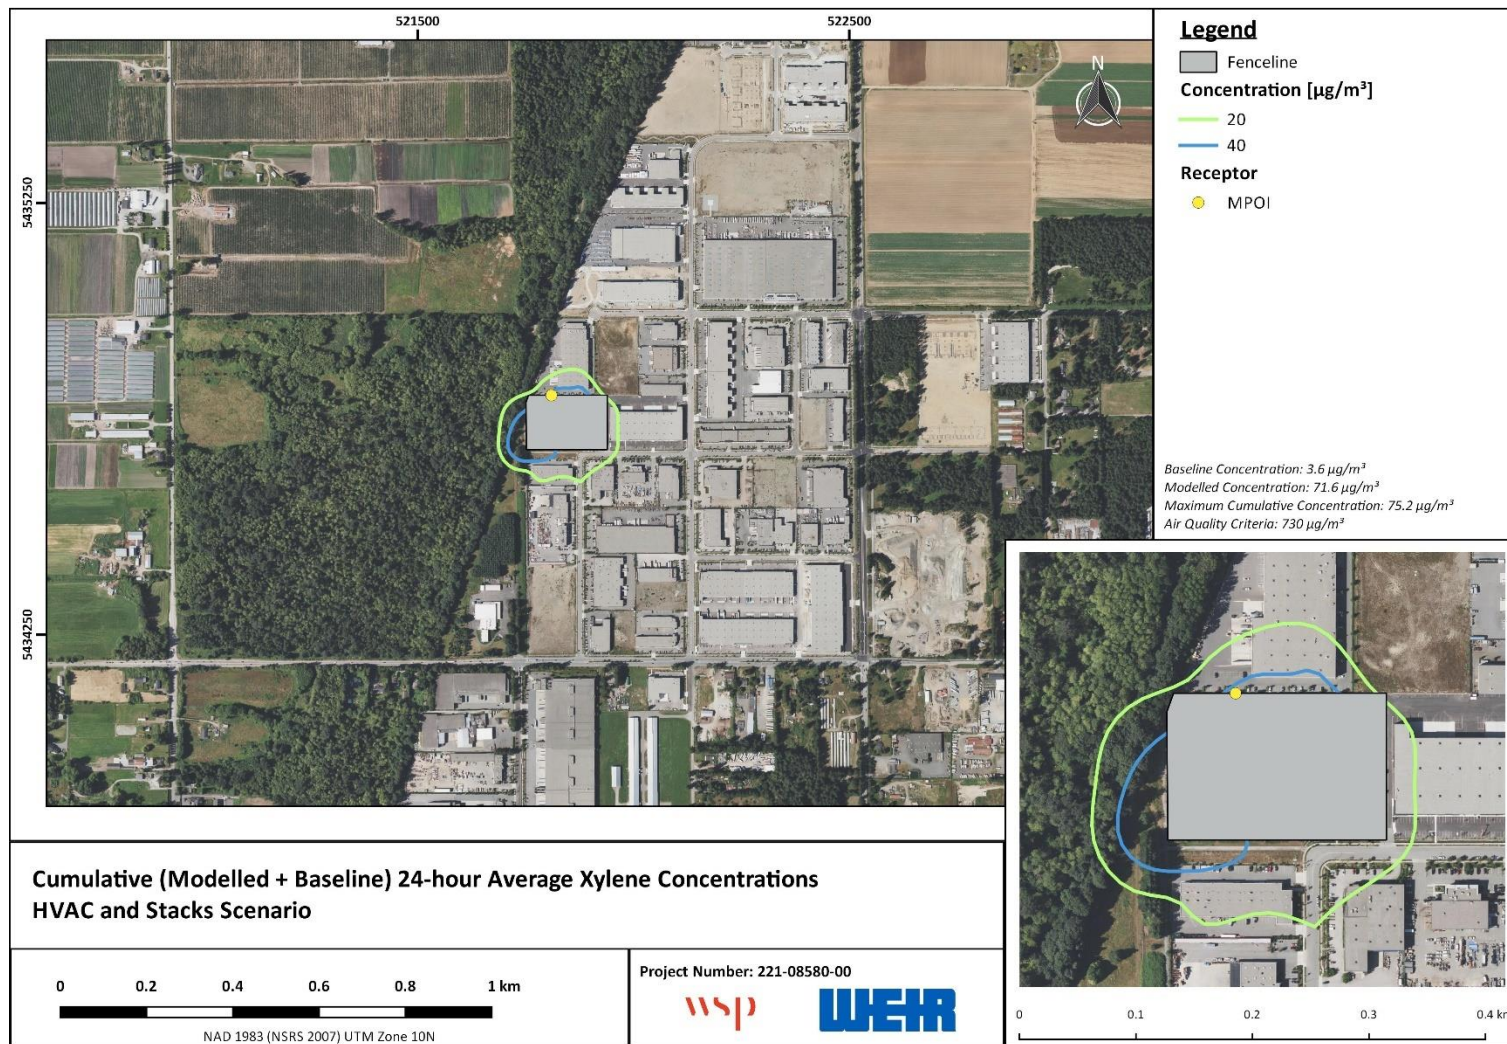 521500
522500
5435250
5434250
N
Legend
Fenceline
Concentration [µg/m³]
20
40
Receptor
MPOI
Baseline Concentration: 3.6 µg/m³
Modelled Concentration: 71.6 µg/m³
Maximum Cumulative Concentration: 75.2 µg/m³
Air Quality Criteria: 730 µg/m³
Cumulative (Modelled + Baseline) 24-hour Average Xylene Concentrations
HVAC and Stacks Scenario
0 0.2 0.4 0.6 0.8 1 km
NAD 1983 (NSRS 2007) UTM Zone 10N
Project Number: 221-08580-00
wsp WEIR
0 0.1 0.2 0.3 0.4 km